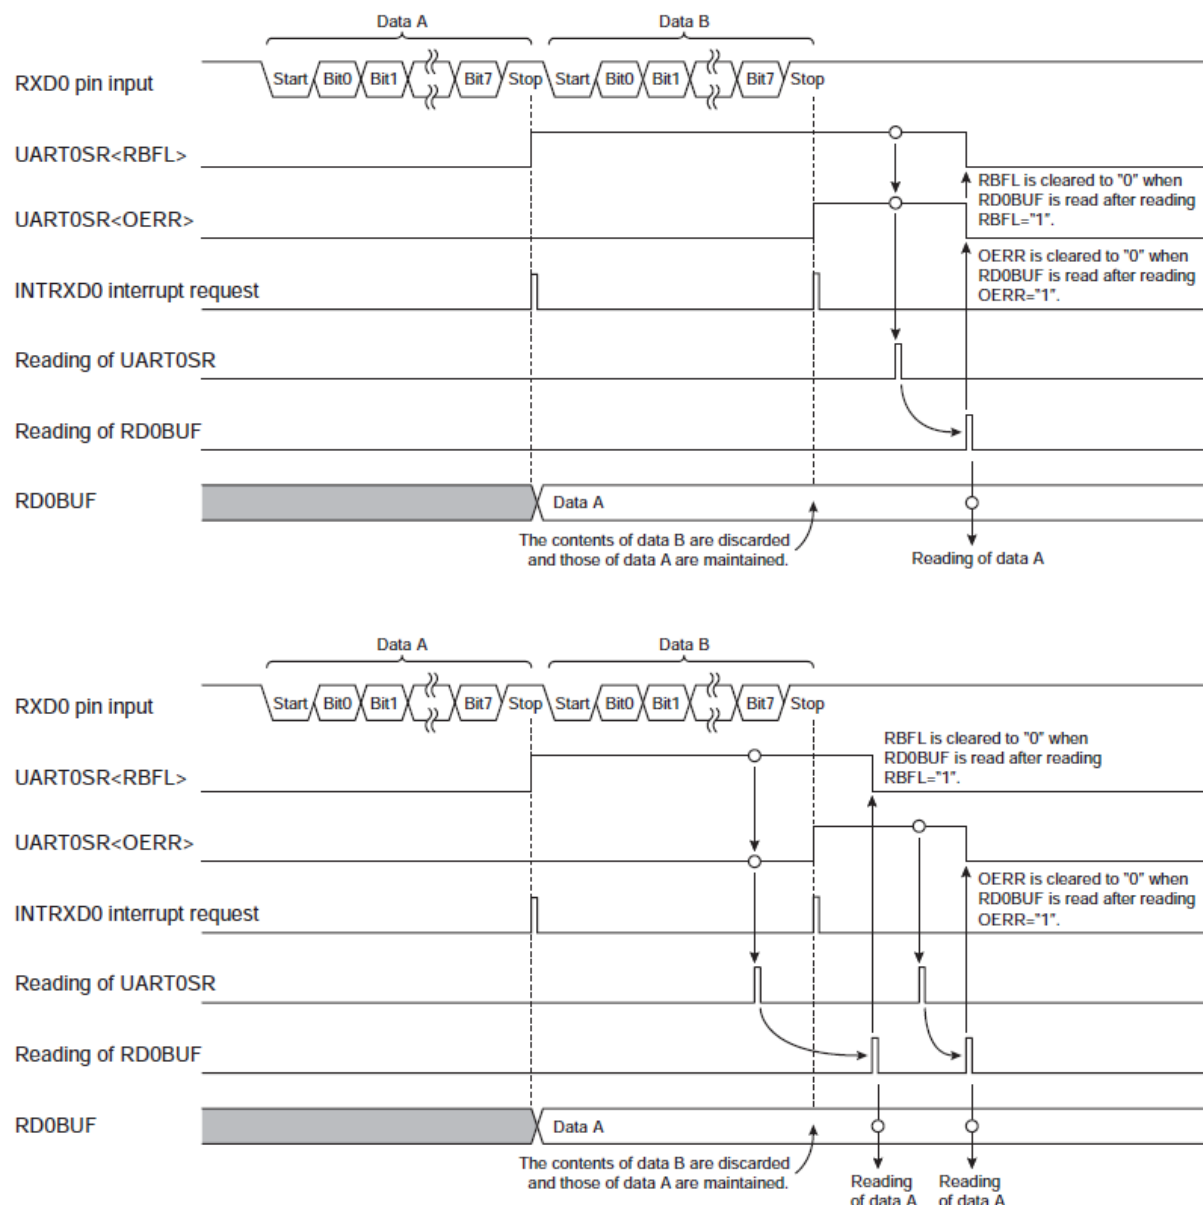 Data A
Data B
RXD0 pin input
Start Bit0 Bit1 Bit7 Stop Start Bit0 Bit1 Bit7 Stop
UART0SR<RBFL>
RBFL is cleared to "0" when
RD0BUF is read after reading
RBFL="1".
UART0SR<OERR>
OERR is cleared to "0" when
RD0BUF is read after reading
OERR="1".
INTRXD0 interrupt request
Reading of UART0SR
Reading of RD0BUF
RD0BUF
Data A
The contents of data B are discarded
and those of data A are maintained.
Reading of data A
Data A
Data B
RXD0 pin input
Start Bit0 Bit1 Bit7 Stop Start Bit0 Bit1 Bit7 Stop
RBFL is cleared to "0" when
RD0BUF is read after reading
RBFL="1".
UART0SR<RBFL>
UART0SR<OERR>
OERR is cleared to "0" when
RD0BUF is read after reading
OERR="1".
INTRXD0 interrupt request
Reading of UART0SR
Reading of RD0BUF
RD0BUF
Data A
The contents of data B are discarded
and those of data A are maintained.
Reading
of data A
Reading
of data A